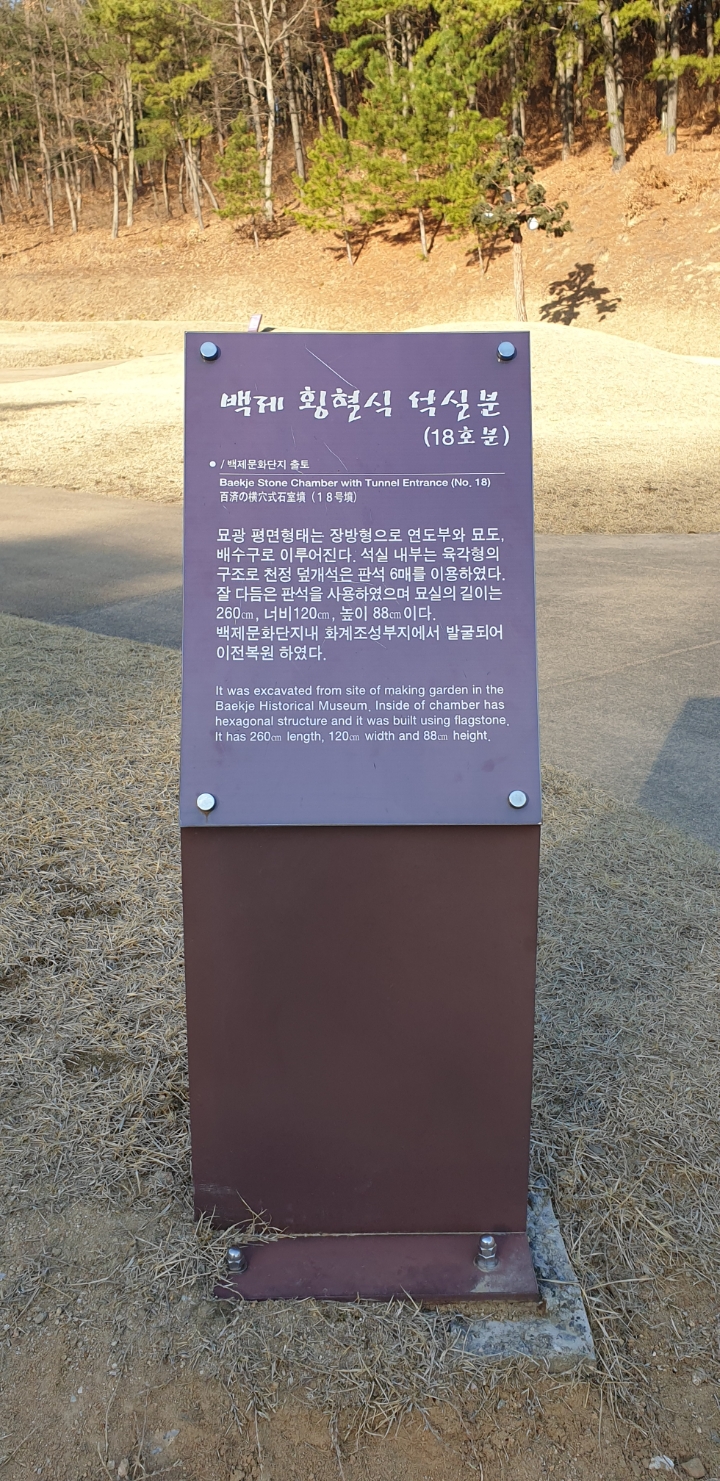 백제 횡혈식 석실분
(18호분)
● / 백제문화단지 출토
Baekje Stone Chamber with Tunnel Entrance (No. 18)
百済の横穴式石室墳 (18号墳)
묘광 평면형태는 장방형으로 연도부와 묘도,
배수구로 이루어진다. 석실 내부는 육각형의
구조로 천정 덮개석은 판석 6매를 이용하였다.
잘 다듬은 판석을 사용하였으며 묘실의 길이는
260㎝, 너비120㎝, 높이 88㎝이다.
백제문화단지내 화계조성부지에서 발굴되어
이전복원 하였다.
It was excavated from site of making garden in the
Baekje Historical Museum. Inside of chamber has
hexagonal structure and it was built using flagstone.
It has 260㎝ length, 120㎝ width and 88㎝ height.